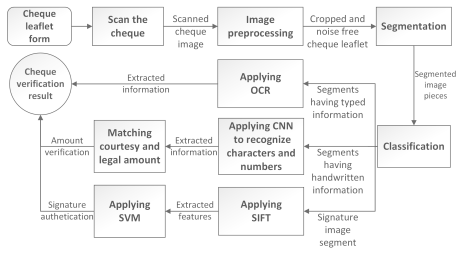 Cheque
leaflet
form
Scan the
cheque
Scanned
cheque
image
Image
preprocessing
Cropped and
noise free
cheque leaflet
Segmentation
Segmented
image
pieces
Cheque
verification
result
Extracted
information
Applying
OCR
Segments
having typed
information
Classification
Amount
verification
Matching
courtesy and
legal amount
Extracted
information
Applying CNN
to recognize
characters and
numbers
Segments
having
handwritten
information
Signature
authetication
Applying
SVM
Extracted
features
Applying
SIFT
Signature
image
segment